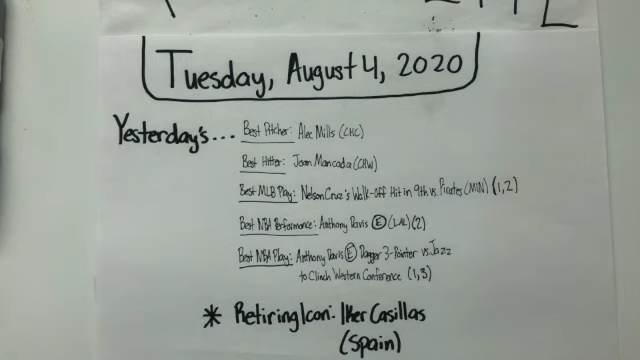 Tuesday, August 4, 2020
Yesterday's... Best Pitcher: Alec Mills (CHC)
Best Hitter: Joan Mancada (CHW)
Best MLB Play: Nelson Cruz's Walk-off Hit in 9th vs. Pirates (MIN) (1,2)
Best NBA Performance: Anthony Davis E (LAL) (2)
Best NBA Play: Anthony Davis E Dagger 3-Pointer vs. Jazz
to Clinch Western Conference (1,3)
* Retiring Icon: Iker Casillas
(Spain)